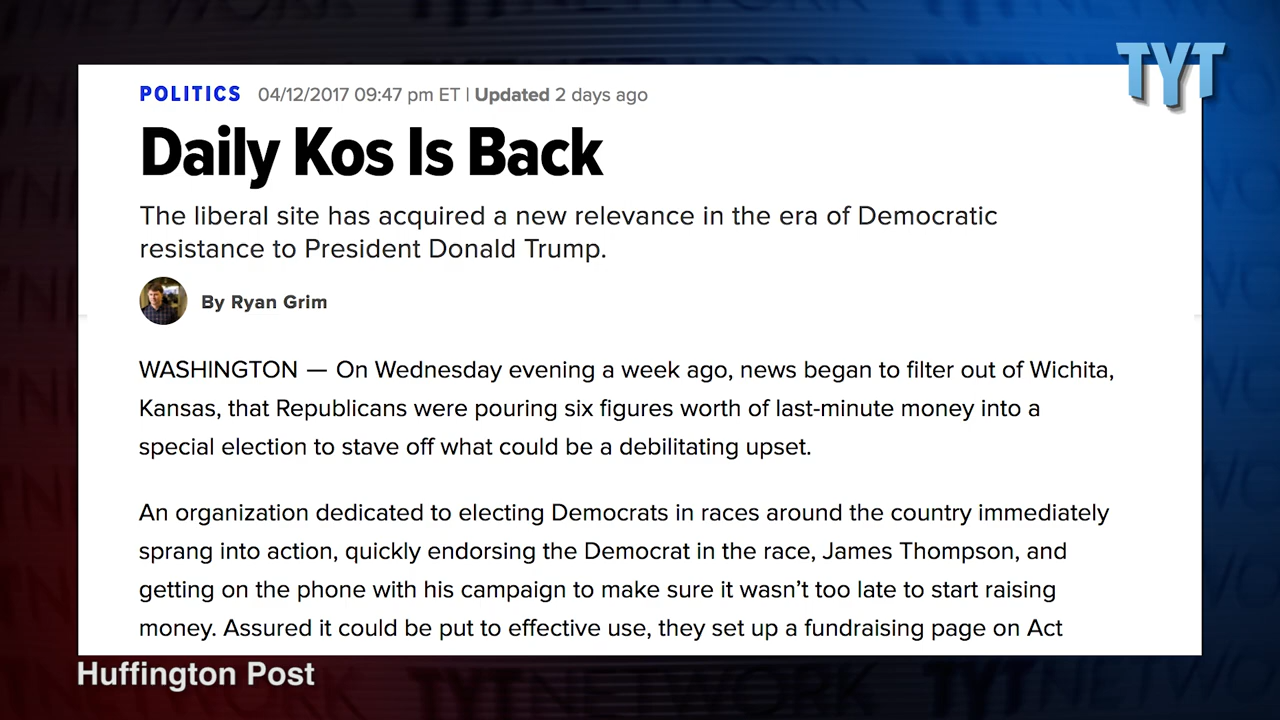 TYT
POLITICS 04/12/2017 09:47 pm ET | Updated 2 days ago
Daily Kos Is Back
The liberal site has acquired a new relevance in the era of Democratic
resistance to President Donald Trump.
By Ryan Grim
WASHINGTON — On Wednesday evening a week ago, news began to filter out of Wichita,
Kansas, that Republicans were pouring six figures worth of last-minute money into a
special election to stave off what could be a debilitating upset.
An organization dedicated to electing Democrats in races around the country immediately
sprang into action, quickly endorsing the Democrat in the race, James Thompson, and
getting on the phone with his campaign to make sure it wasn’t too late to start raising
money. Assured it could be put to effective use, they set up a fundraising page on Act
Huffington Post
TYT NETWORK